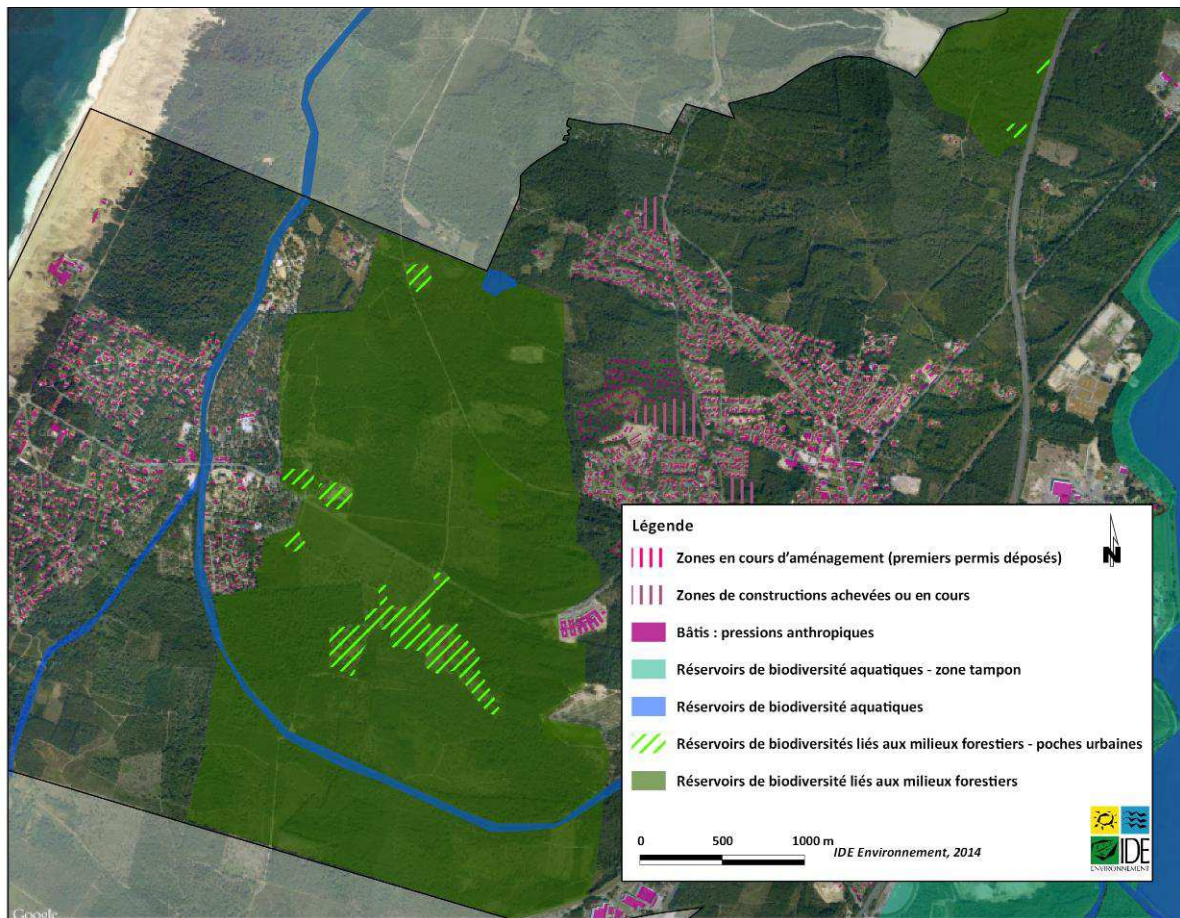 Légende
Zones en cours d'aménagement (premiers permis déposés)
N
Zones de constructions achevées ou en cours
Bâtis : pressions anthropiques
Réservoirs de biodiversité aquatiques - zone tampon
Réservoirs de biodiversité aquatiques
Réservoirs de biodiversités liés aux milieux forestiers - poches urbaines
Réservoirs de biodiversité liés aux milieux forestiers
0 500 1000 m
IDE Environnement, 2014
IDE
ENVIRONNEMENT
Google